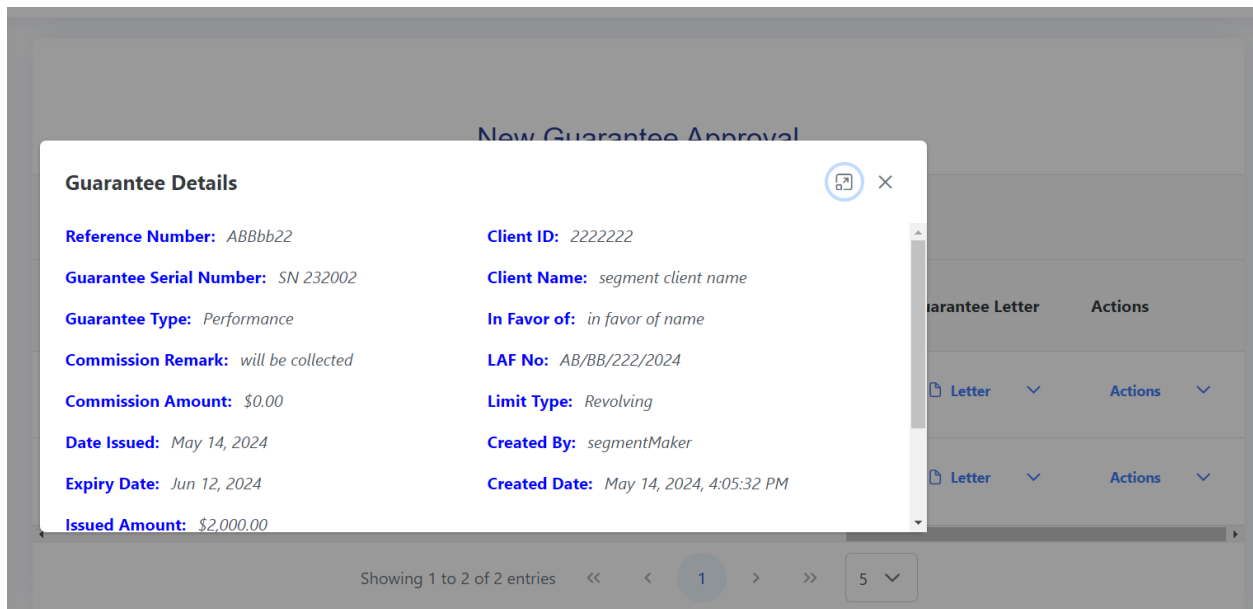 New Guarantee Approval
Guarantee Details
Reference Number: ABBbb22
Client ID: 2222222
Guarantee Serial Number: SN 232002
Client Name: segment client name
Guarantee Type: Performance
In Favor of: in favor of name
Commission Remark: will be collected
LAF No: AB/BB/222/2024
Commission Amount: $0.00
Limit Type: Revolving
Date Issued: May 14, 2024
Created By: segmentMaker
Expiry Date: Jun 12, 2024
Created Date: May 14, 2024, 4:05:32 PM
Issued Amount: $2,000.00
Letter Actions
Letter Actions
Letter Actions
Showing 1 to 2 of 2 entries << < 1 > >> 5